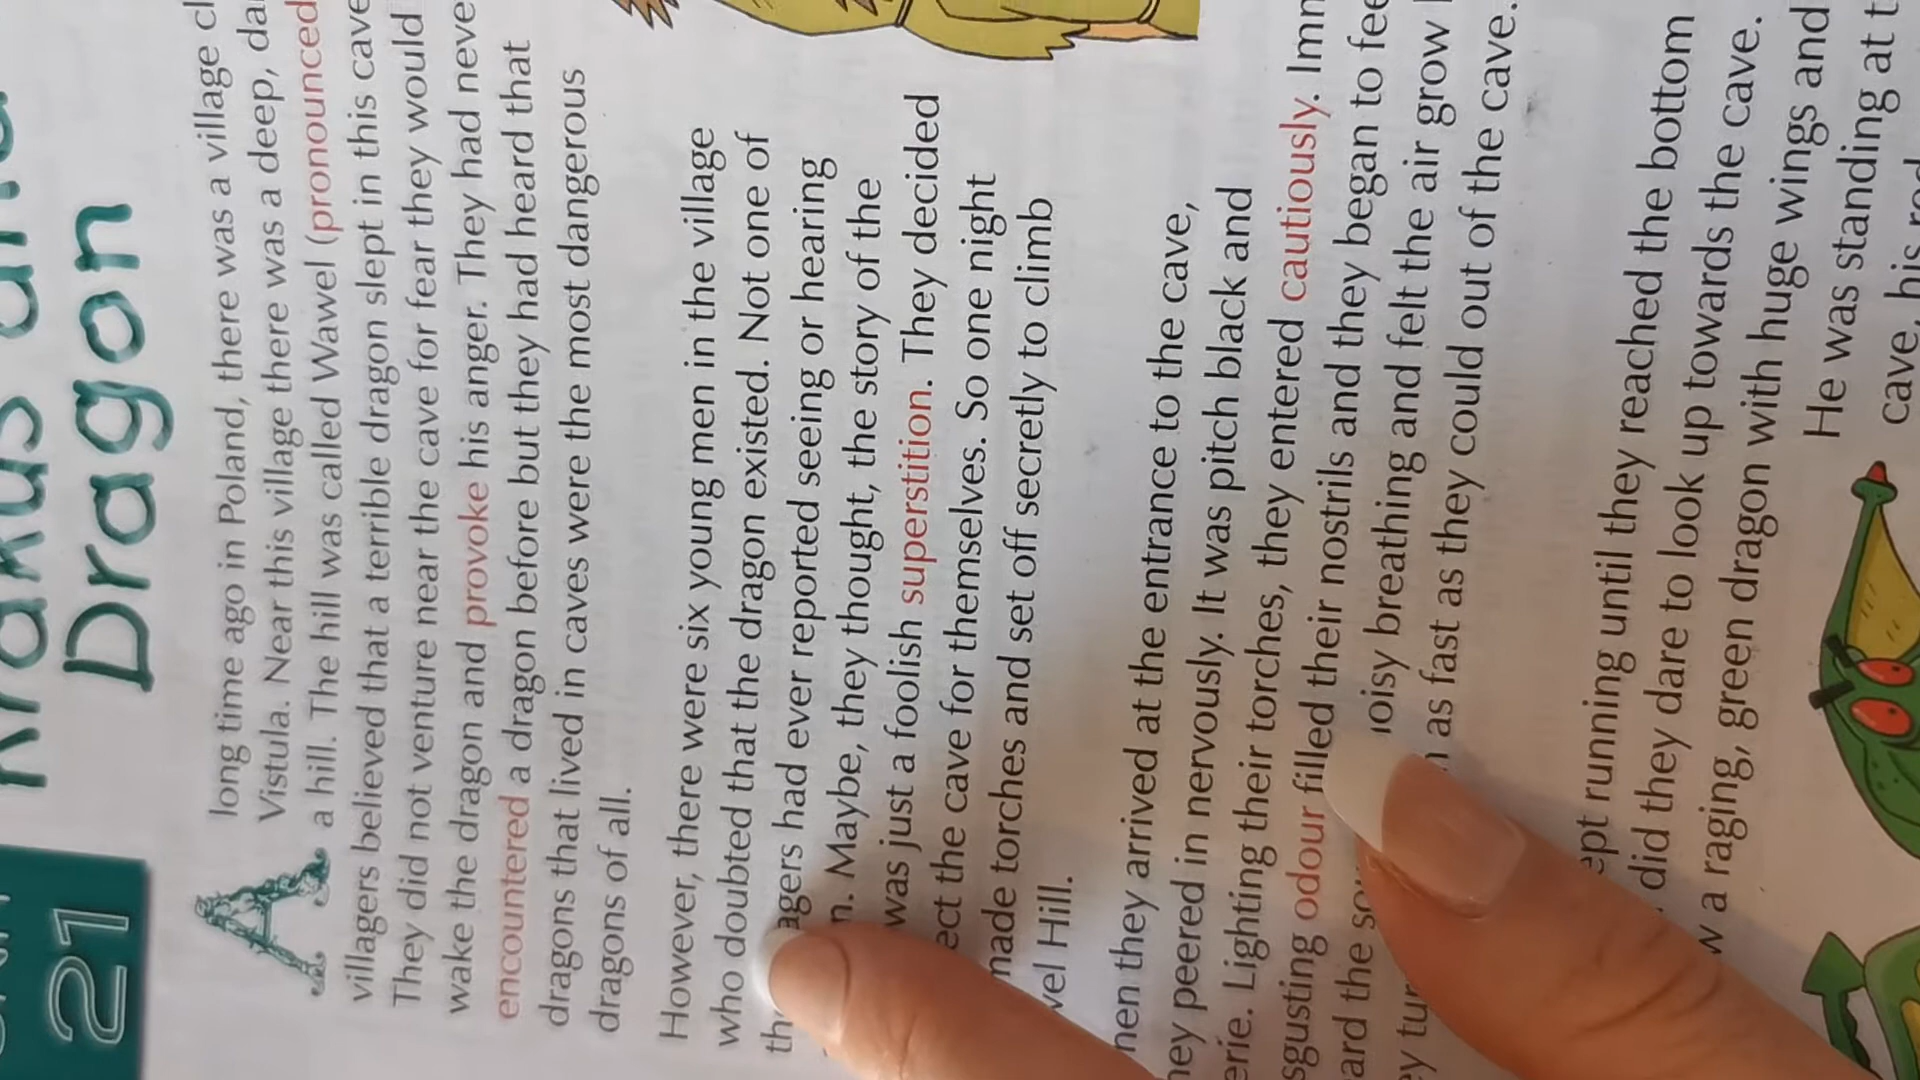 21
Krakus and
Dragon
A long time ago in Poland, there was a village
Vistula. Near this village there was a deep,
a hill. The hill was called Wawel (pronounced
villagers believed that a terrible dragon slept in this cave
They did not venture near the cave for fear they would
wake the dragon and provoke his anger. They had neve
encountered a dragon before but they had heard that
dragons that lived in caves were the most dangerous
dragons of all.
However, there were six young men in the village
who doubted that the dragon existed. Not one of
agers had ever reported seeing or hearing
n. Maybe, they thought, the story of the
was just a foolish superstition. They decided
ect the cave for themselves. So one night
made torches and set off secretly to climb
vel Hill.
hen they arrived at the entrance to the cave,
hey peered in nervously. It was pitch black and
erie. Lighting their torches, they entered cautiously. Imm
sgusting odour filled their nostrils and they began to fee
ard the noisy breathing and felt the air grow
as fast as they could out of the cave.
ept running until they reached the bottom
did they dare to look up towards the cave.
w a raging, green dragon with huge wings and
He was standing at t
cave, his red